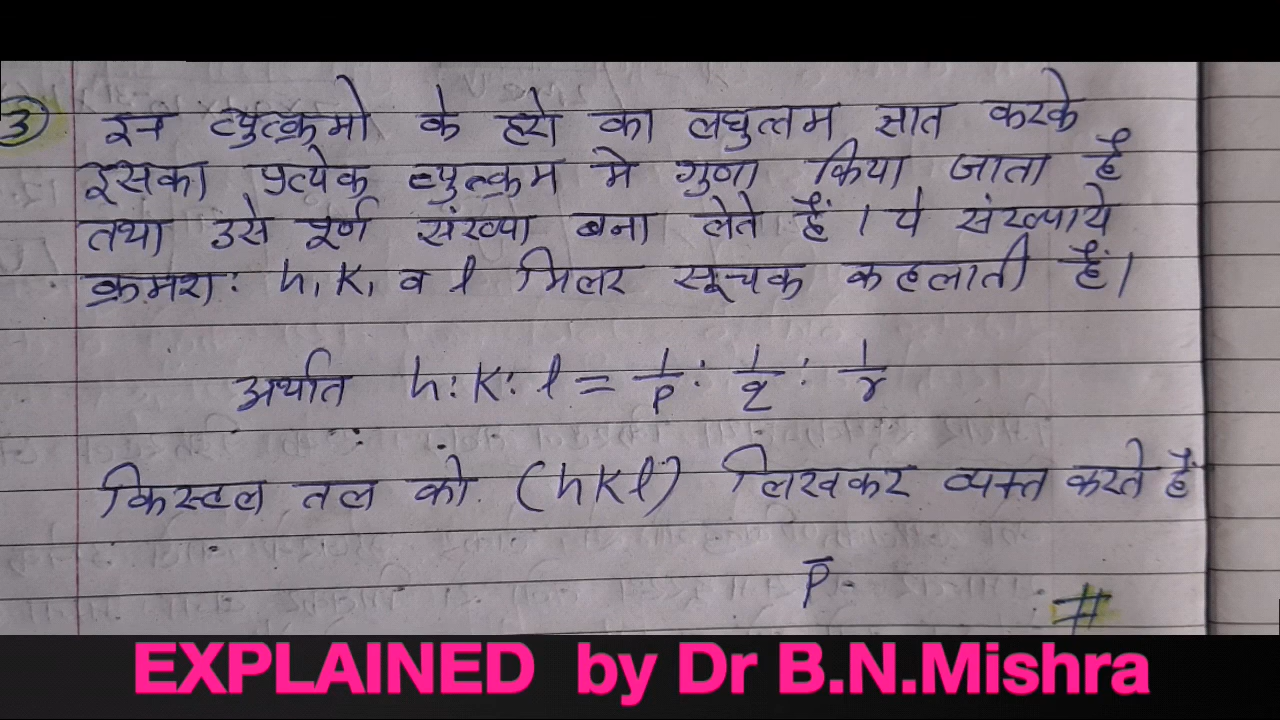 ③ इन व्युत्क्रमो के हरो का लघुत्तम सात करके
इसका प्रत्येक व्युत्क्रम मे गुणा किया जाता है
तथा उसे पूर्ण संख्या बना लेते हैं । ये संख्याये
क्रमश: h, K, व l मिलर सूचक कहलाती हैं।
अर्थात h:K:l = 1/p : 1/q : 1/r
किस्टल तल को (hKl) लिखकर व्यक्त करते है
P̄
#
EXPLAINED by Dr B.N.Mishra